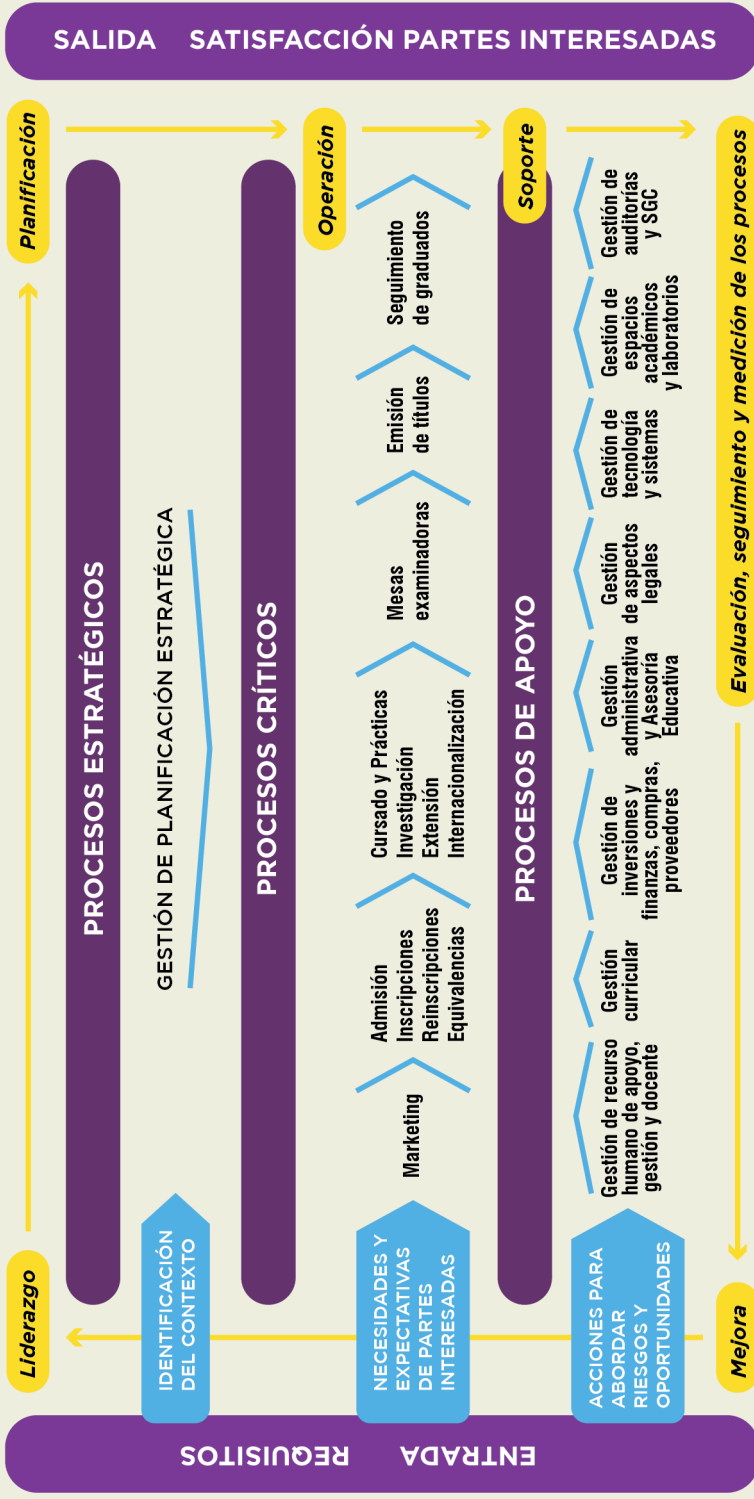 ENTRADA REQUISITOS
Liderazgo
Planificación
PROCESOS ESTRATÉGICOS
IDENTIFICACIÓN
DEL CONTEXTO
GESTIÓN DE PLANIFICACIÓN ESTRATÉGICA
PROCESOS CRÍTICOS
Operación
NECESIDADES Y
EXPECTATIVAS
DE PARTES
INTERESADAS
Marketing
Admisión
Inscripciones
Reinscripciones
Equivalencias
Cursado y Prácticas
Investigación
Extensión
Internacionalización
Mesas
examinadoras
Emisión
de títulos
Seguimiento
de graduados
PROCESOS DE APOYO
Soporte
ACCIONES PARA
ABORDAR
RIESGOS Y
OPORTUNIDADES
Gestión de recurso
humano de apoyo,
gestión y docente
Gestión
curricular
Gestión de
inversiones y
finanzas, compras,
proveedores
Gestión
administrativa
y Asesoría
Educativa
Gestión
de aspectos
legales
Gestión de
tecnología
y sistemas
Gestión de
espacios
académicos
y laboratorios
Gestión de
auditorías
y SGC
Mejora
Evaluación, seguimiento y medición de los procesos
SALIDA SATISFACCIÓN PARTES INTERESADAS